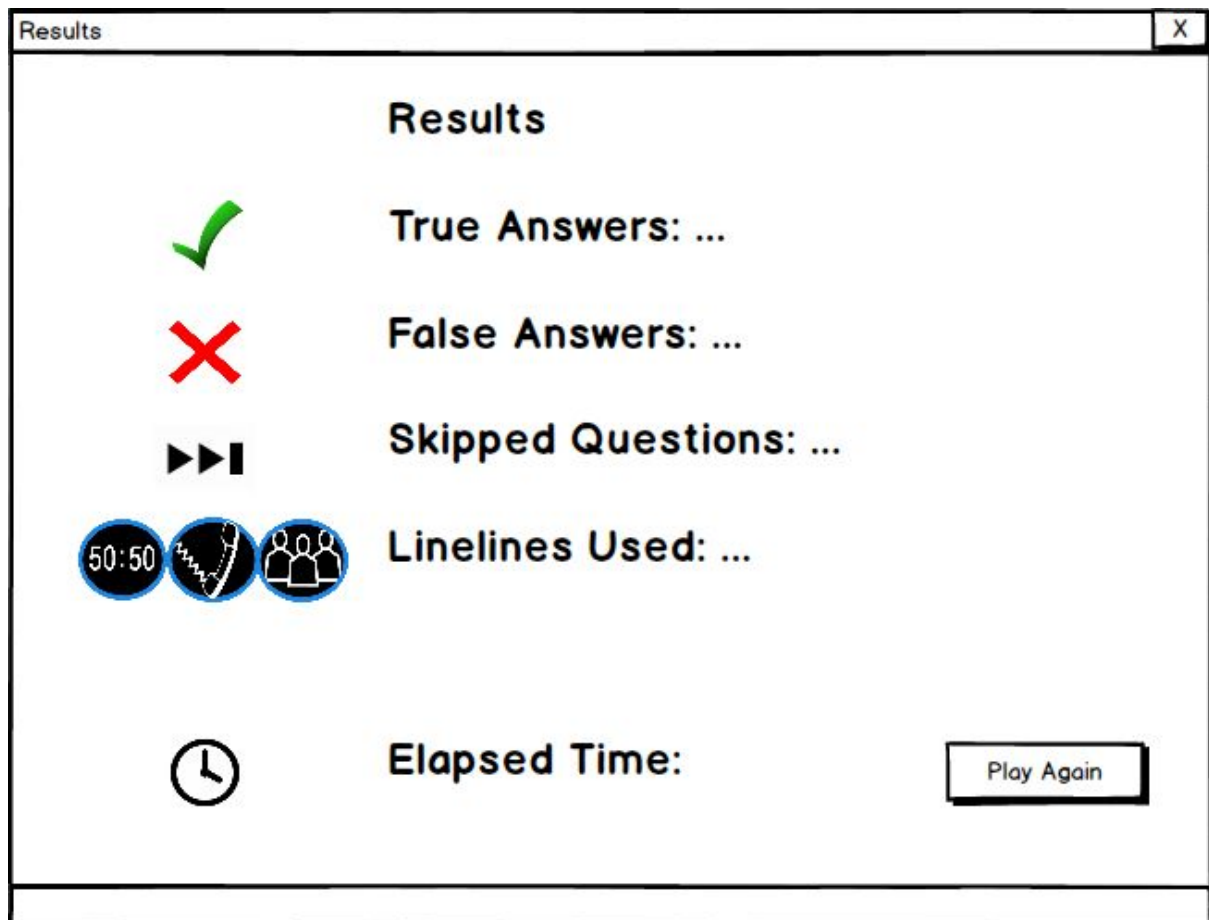 Results
X
Results
True Answers: ...
False Answers: ...
Skipped Questions: ...
50:50
Linelines Used: ...
Elapsed Time:
Play Again